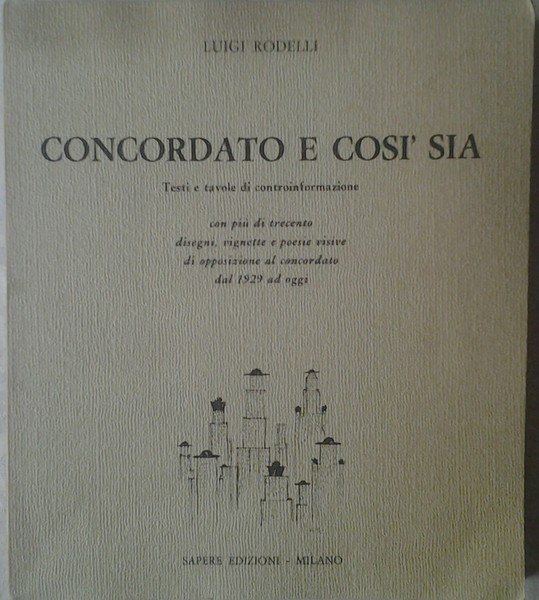 LUIGI RODELLI
CONCORDATO E COSI' SIA
Testi e tavole di controinformazione
con più di trecento
disegni, vignette e poesie visive
di opposizione al concordato
dal 1929 ad oggi
SAPERE EDIZIONI - MILANO